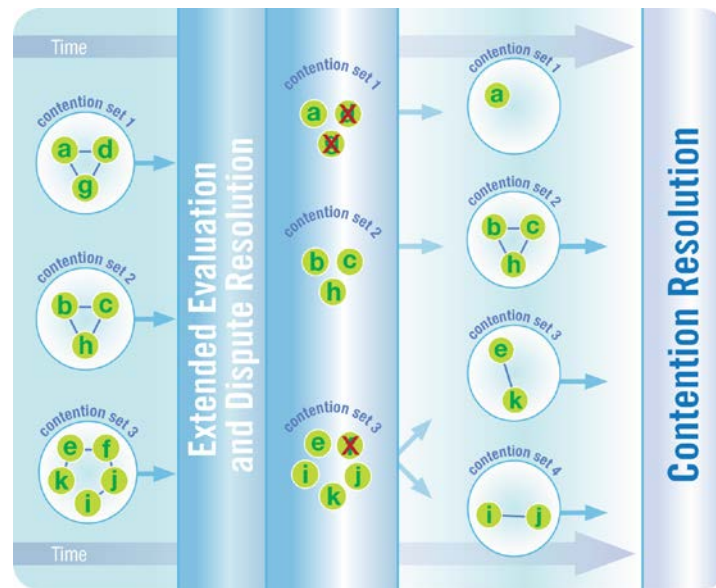 Time
contention set 1
a d
g
contention set 2
b c
h
contention set 3
e f
k j
i
Time
Extended Evaluation
and Dispute Resolution
contention set 1
a
contention set 2
b c
h
contention set 3
e
i j
k
contention set 1
a
contention set 2
b c
h
contention set 3
e
k
contention set 4
i j
Contention Resolution